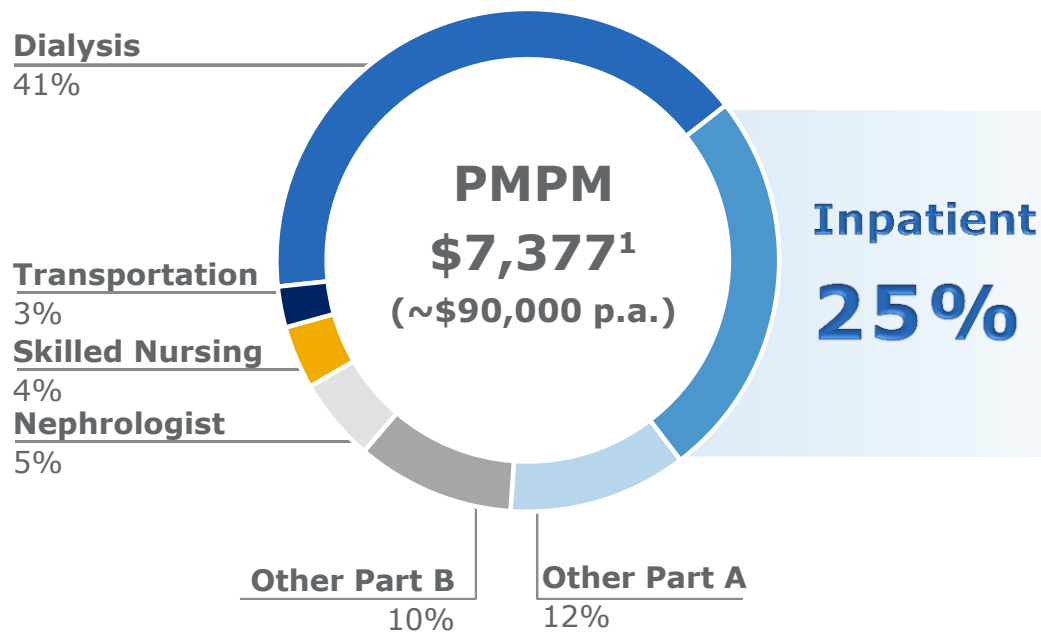 Dialysis
41%
PMPM
$7,377¹
(~$90,000 p.a.)
Inpatient
25%
Transportation
3%
Skilled Nursing
4%
Nephrologist
5%
Other Part B
10%
Other Part A
12%